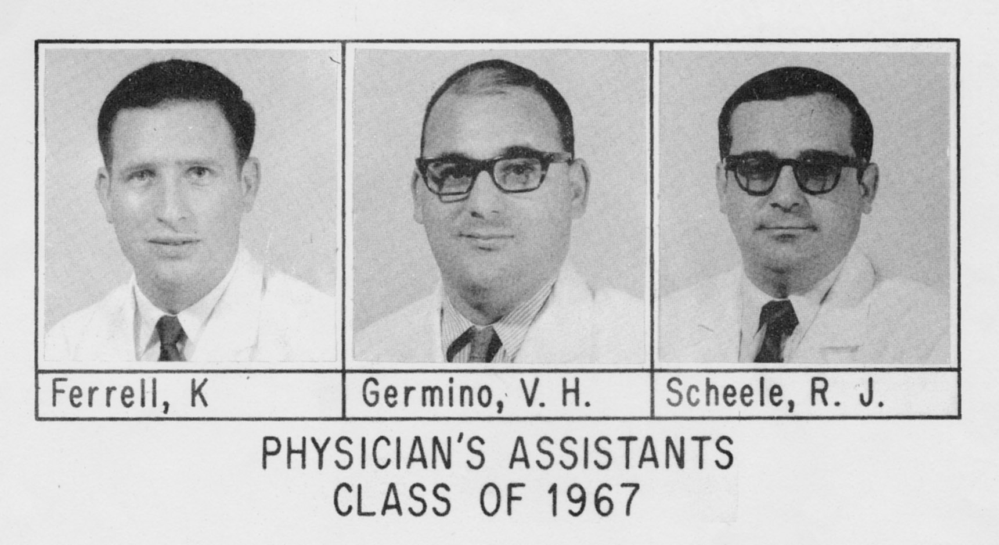 Ferrell, K
Germino, V. H.
Scheele, R. J.
PHYSICIAN'S ASSISTANTS
CLASS OF 1967